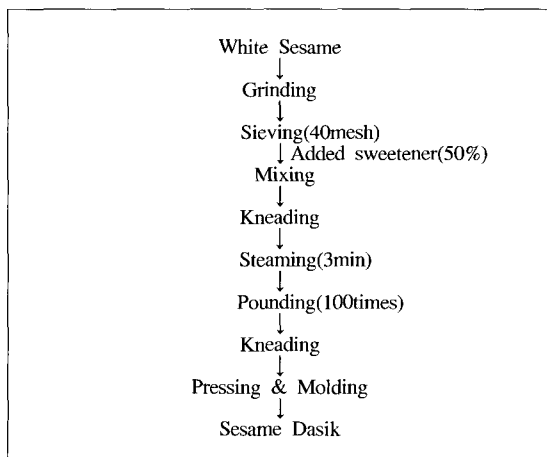 White Sesame
↓
Grinding
↓
Sieving(40mesh)
↓ Added sweetener(50%)
Mixing
↓
Kneading
↓
Steaming(3min)
↓
Pounding(100times)
↓
Kneading
↓
Pressing & Molding
↓
Sesame Dasik